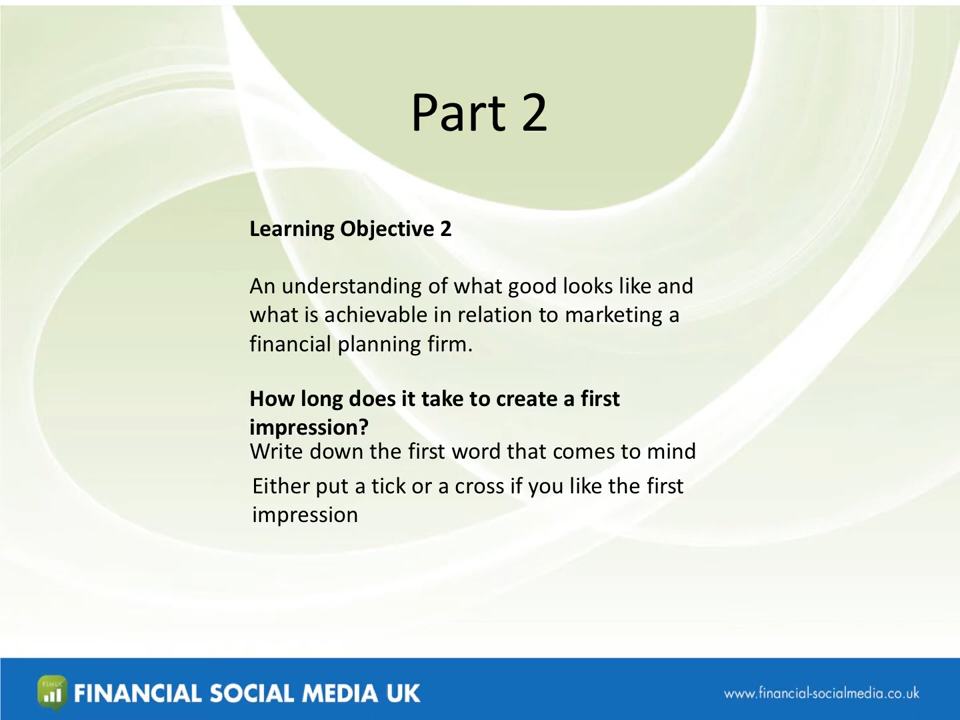 Part 2
Learning Objective 2
An understanding of what good looks like and
what is achievable in relation to marketing a
financial planning firm.
How long does it take to create a first
impression?
Write down the first word that comes to mind
Either put a tick or a cross if you like the first
impression
FINANCIAL SOCIAL MEDIA UK
www.financial-socialmedia.co.uk